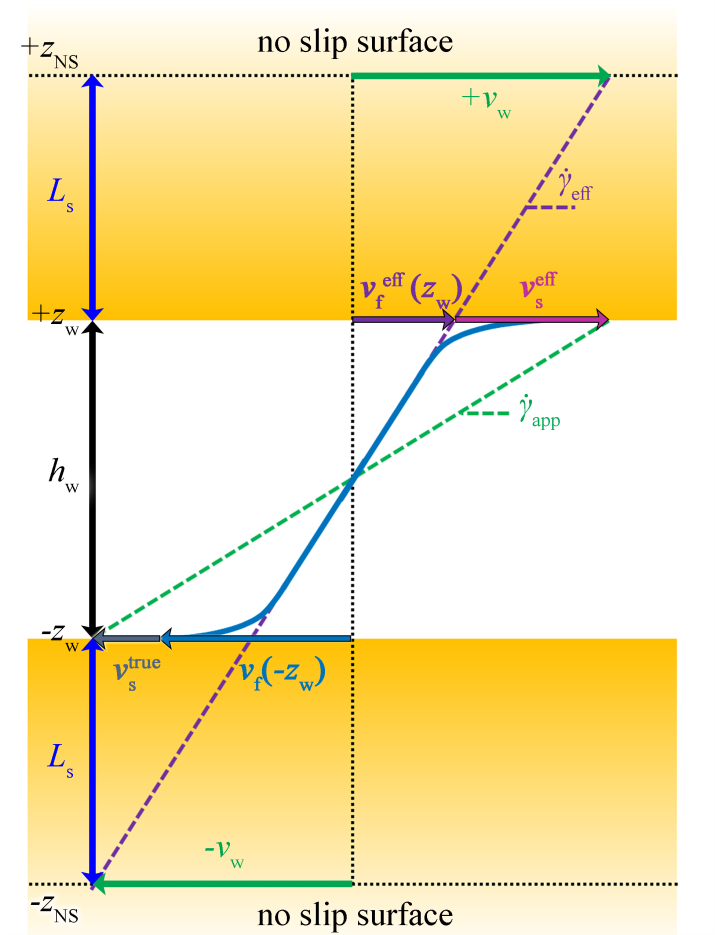 no slip surface
+z_NS
+v_w
L_s
γ̇_eff
v_f^eff(z_w)
v_s^eff
+z_w
γ̇_app
h_w
-z_w
v_s^true
v_f(-z_w)
L_s
-v_w
-z_NS
no slip surface